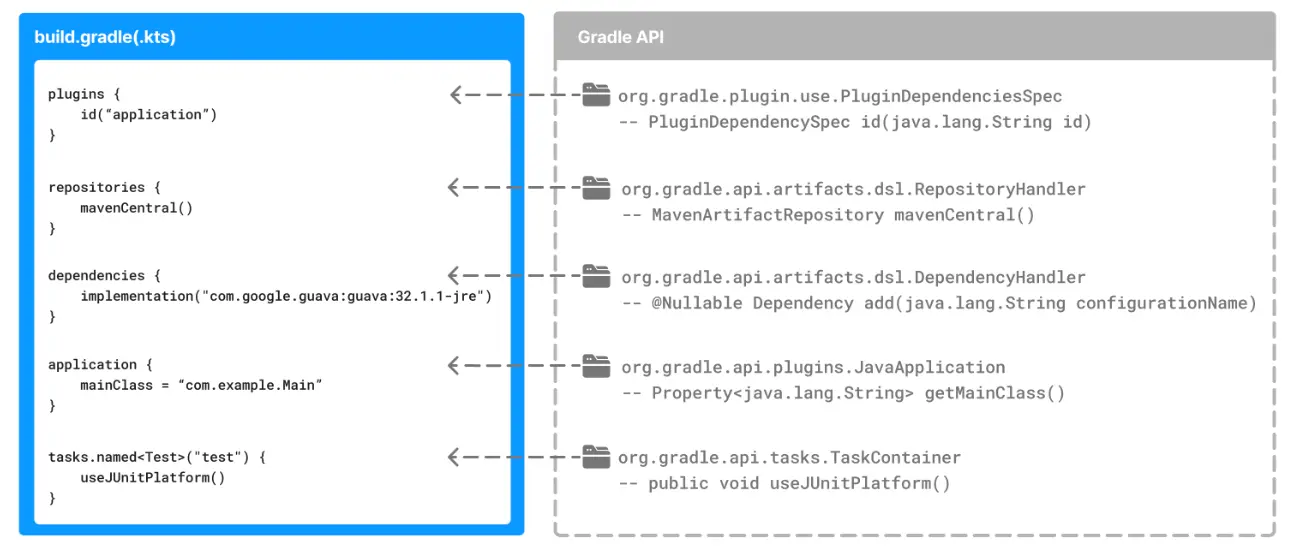 build.gradle(.kts)
plugins {
id(“application”)
}
repositories {
mavenCentral()
}
dependencies {
implementation("com.google.guava:guava:32.1.1-jre")
}
application {
mainClass = “com.example.Main”
}
tasks.named<Test>("test") {
useJUnitPlatform()
}
Gradle API
org.gradle.plugin.use.PluginDependenciesSpec
-- PluginDependencySpec id(java.lang.String id)
org.gradle.api.artifacts.dsl.RepositoryHandler
-- MavenArtifactRepository mavenCentral()
org.gradle.api.artifacts.dsl.DependencyHandler
-- @Nullable Dependency add(java.lang.String configurationName)
org.gradle.api.plugins.JavaApplication
-- Property<java.lang.String> getMainClass()
org.gradle.api.tasks.TaskContainer
-- public void useJUnitPlatform()